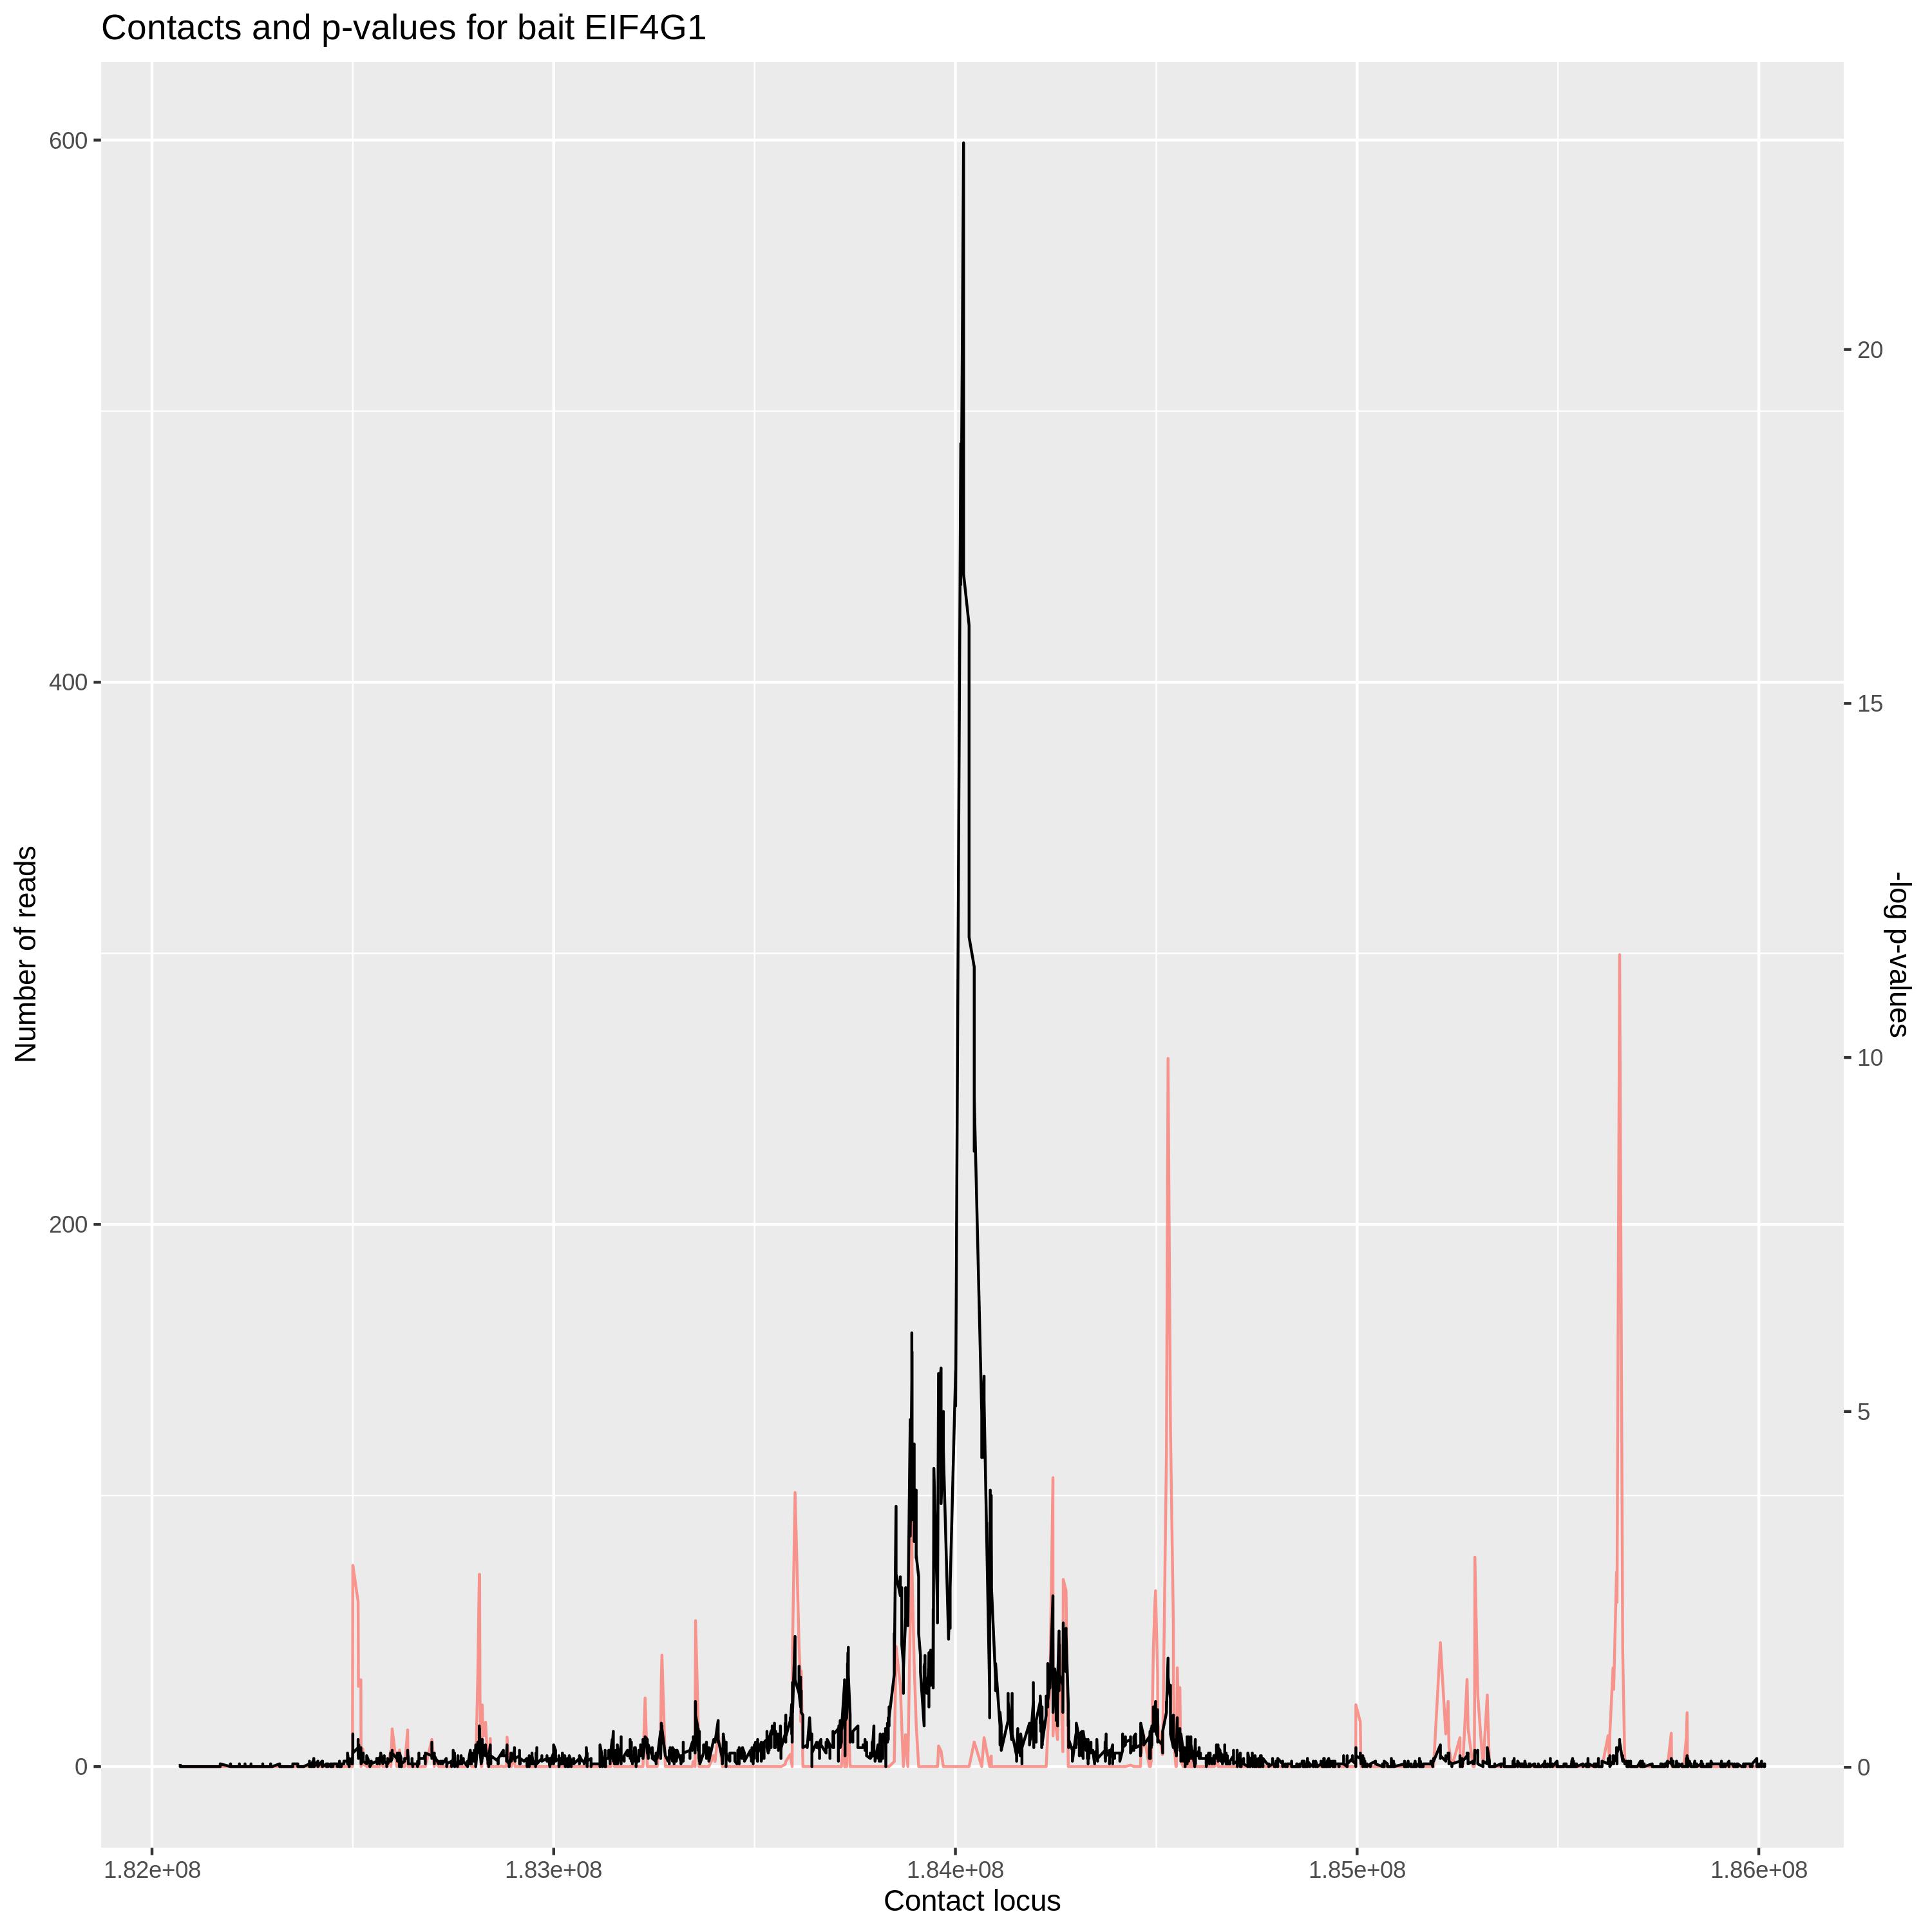 Contacts and p-values for bait EIF4G1
600
400
200
0
Number of reads
20
15
10
5
0
-log p-values
1.82e+08
1.83e+08
1.84e+08
1.85e+08
1.86e+08
Contact locus